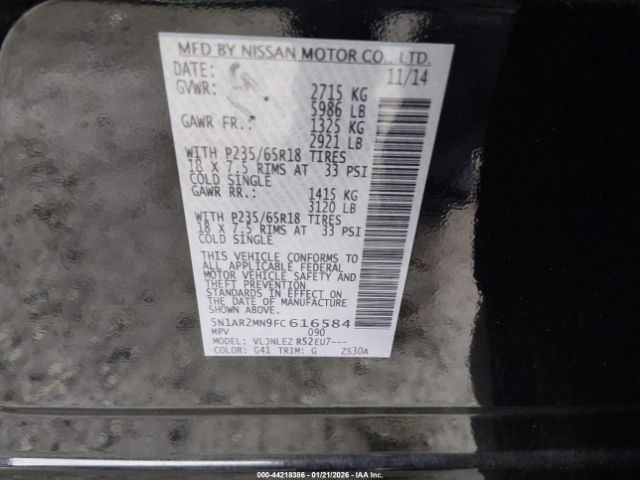 MFD BY NISSAN MOTOR CO., LTD.
DATE: 11/14
GVWR: 2715 KG
5986 LB
GAWR FR.: 1325 KG
2921 LB
WITH P235/65R18 TIRES
18 X 7.5 RIMS AT 33 PSI
COLD SINGLE
GAWR RR.: 1415 KG
3120 LB
WITH P235/65R18 TIRES
18 X 7.5 RIMS AT 33 PSI
COLD SINGLE
THIS VEHICLE CONFORMS TO
ALL APPLICABLE FEDERAL
MOTOR VEHICLE SAFETY AND
THEFT PREVENTION
STANDARDS IN EFFECT ON
THE DATE OF MANUFACTURE
SHOWN ABOVE.
5N1AR2MN9FC616584
MPV 090
MODEL: VL3NLEZ R52EU7---
COLOR: G41 TRIM: G ZS30A
000-44218386 - 01/21/2026 - IAAI.CA